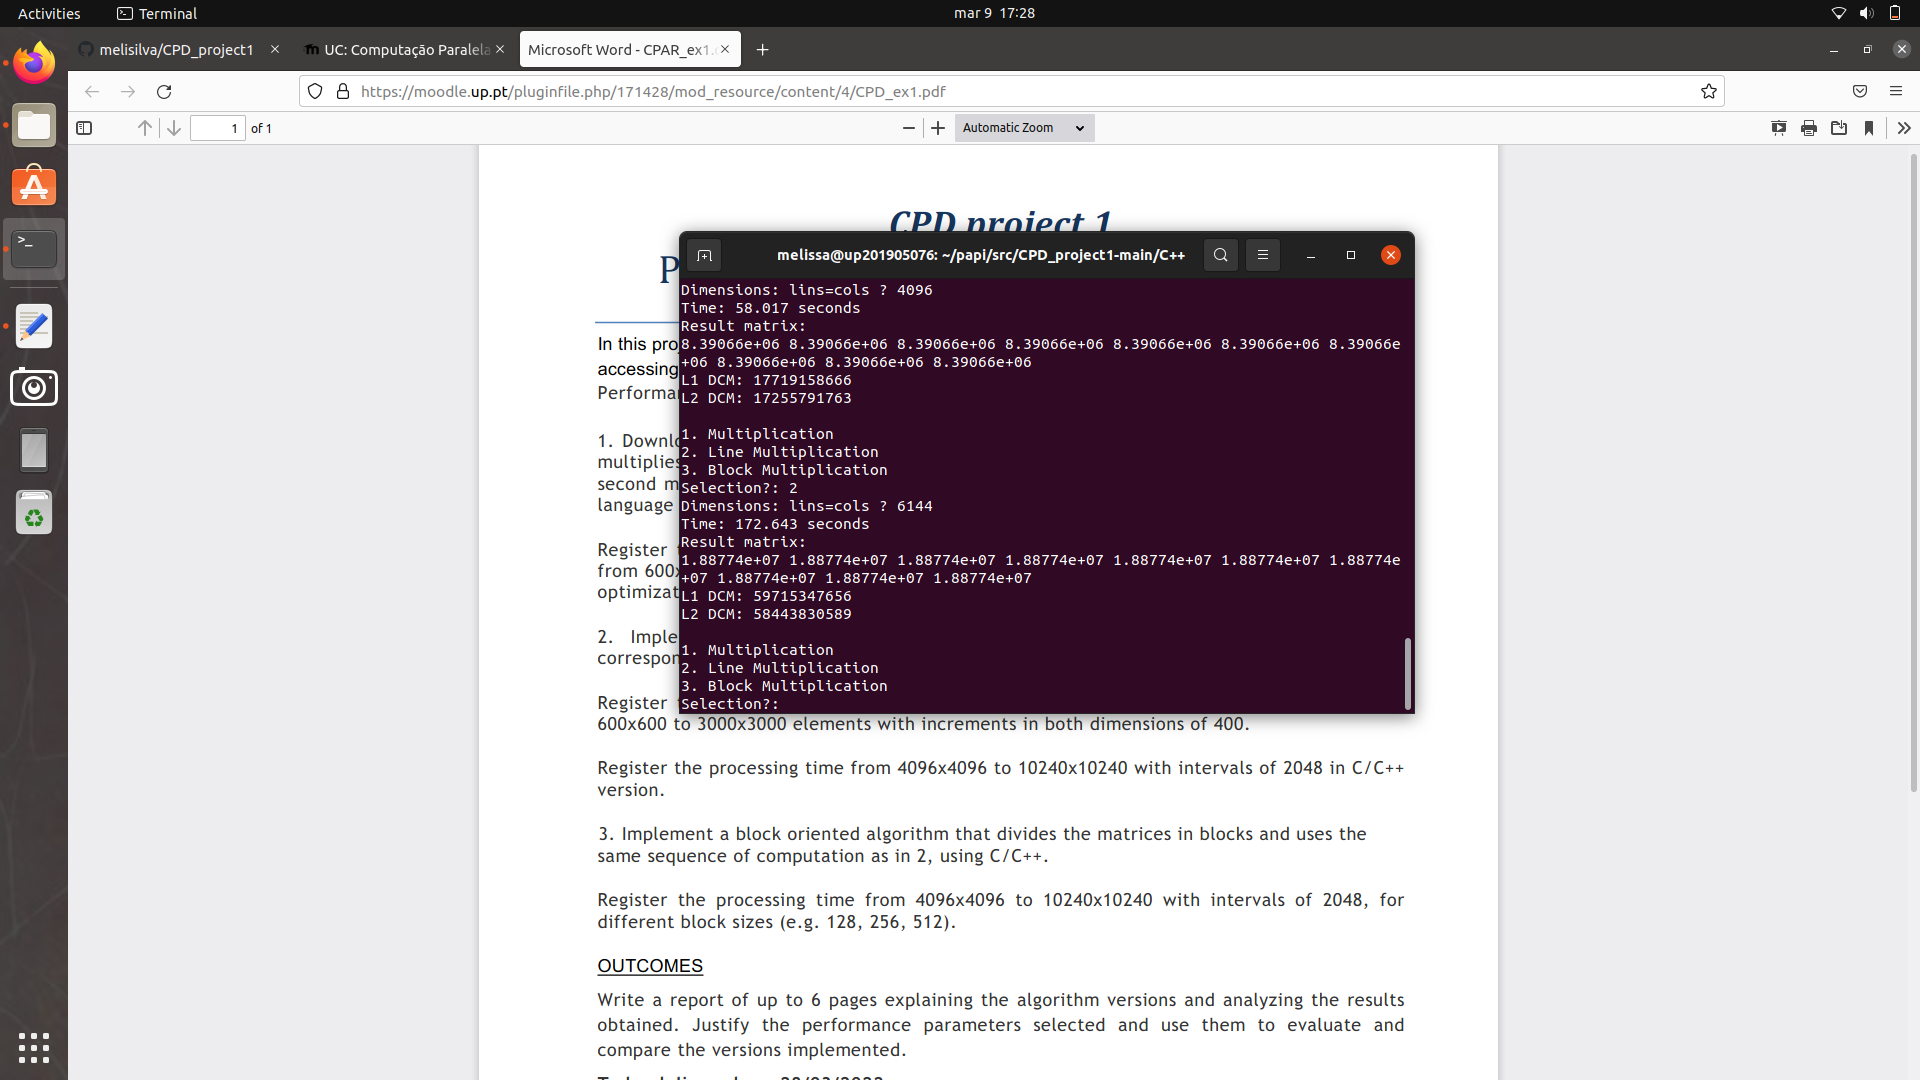 Activities
Terminal
mar 9 17:28
melisilva/CPD_project1
UC: Computação Paralela
Microsoft Word - CPAR_ex1.
https://moodle.up.pt/pluginfile.php/171428/mod_resource/content/4/CPD_ex1.pdf
1 of 1
Automatic Zoom
CPD project 1
P
melissa@up201905076: ~/papi/src/CPD_project1-main/C++
Dimensions: lins=cols ? 4096
Time: 58.017 seconds
Result matrix:
8.39066e+06 8.39066e+06 8.39066e+06 8.39066e+06 8.39066e+06 8.39066e+06 8.39066e
+06 8.39066e+06 8.39066e+06 8.39066e+06
L1 DCM: 17719158666
L2 DCM: 17255791763
1. Multiplication
2. Line Multiplication
3. Block Multiplication
Selection?: 2
Dimensions: lins=cols ? 6144
Time: 172.643 seconds
Result matrix:
1.88774e+07 1.88774e+07 1.88774e+07 1.88774e+07 1.88774e+07 1.88774e+07 1.88774e
+07 1.88774e+07 1.88774e+07 1.88774e+07
L1 DCM: 59715347656
L2 DCM: 58443830589
1. Multiplication
2. Line Multiplication
3. Block Multiplication
Selection?:
In this pro
accessing
Performa
1. Downlo
multiplies
second m
language
Register
from 600x
optimizat
2. Imple
correspon
Register
600x600 to 3000x3000 elements with increments in both dimensions of 400.
Register the processing time from 4096x4096 to 10240x10240 with intervals of 2048 in C/C++
version.
3. Implement a block oriented algorithm that divides the matrices in blocks and uses the
same sequence of computation as in 2, using C/C++.
Register the processing time from 4096x4096 to 10240x10240 with intervals of 2048, for
different block sizes (e.g. 128, 256, 512).
OUTCOMES
Write a report of up to 6 pages explaining the algorithm versions and analyzing the results
obtained. Justify the performance parameters selected and use them to evaluate and
compare the versions implemented.